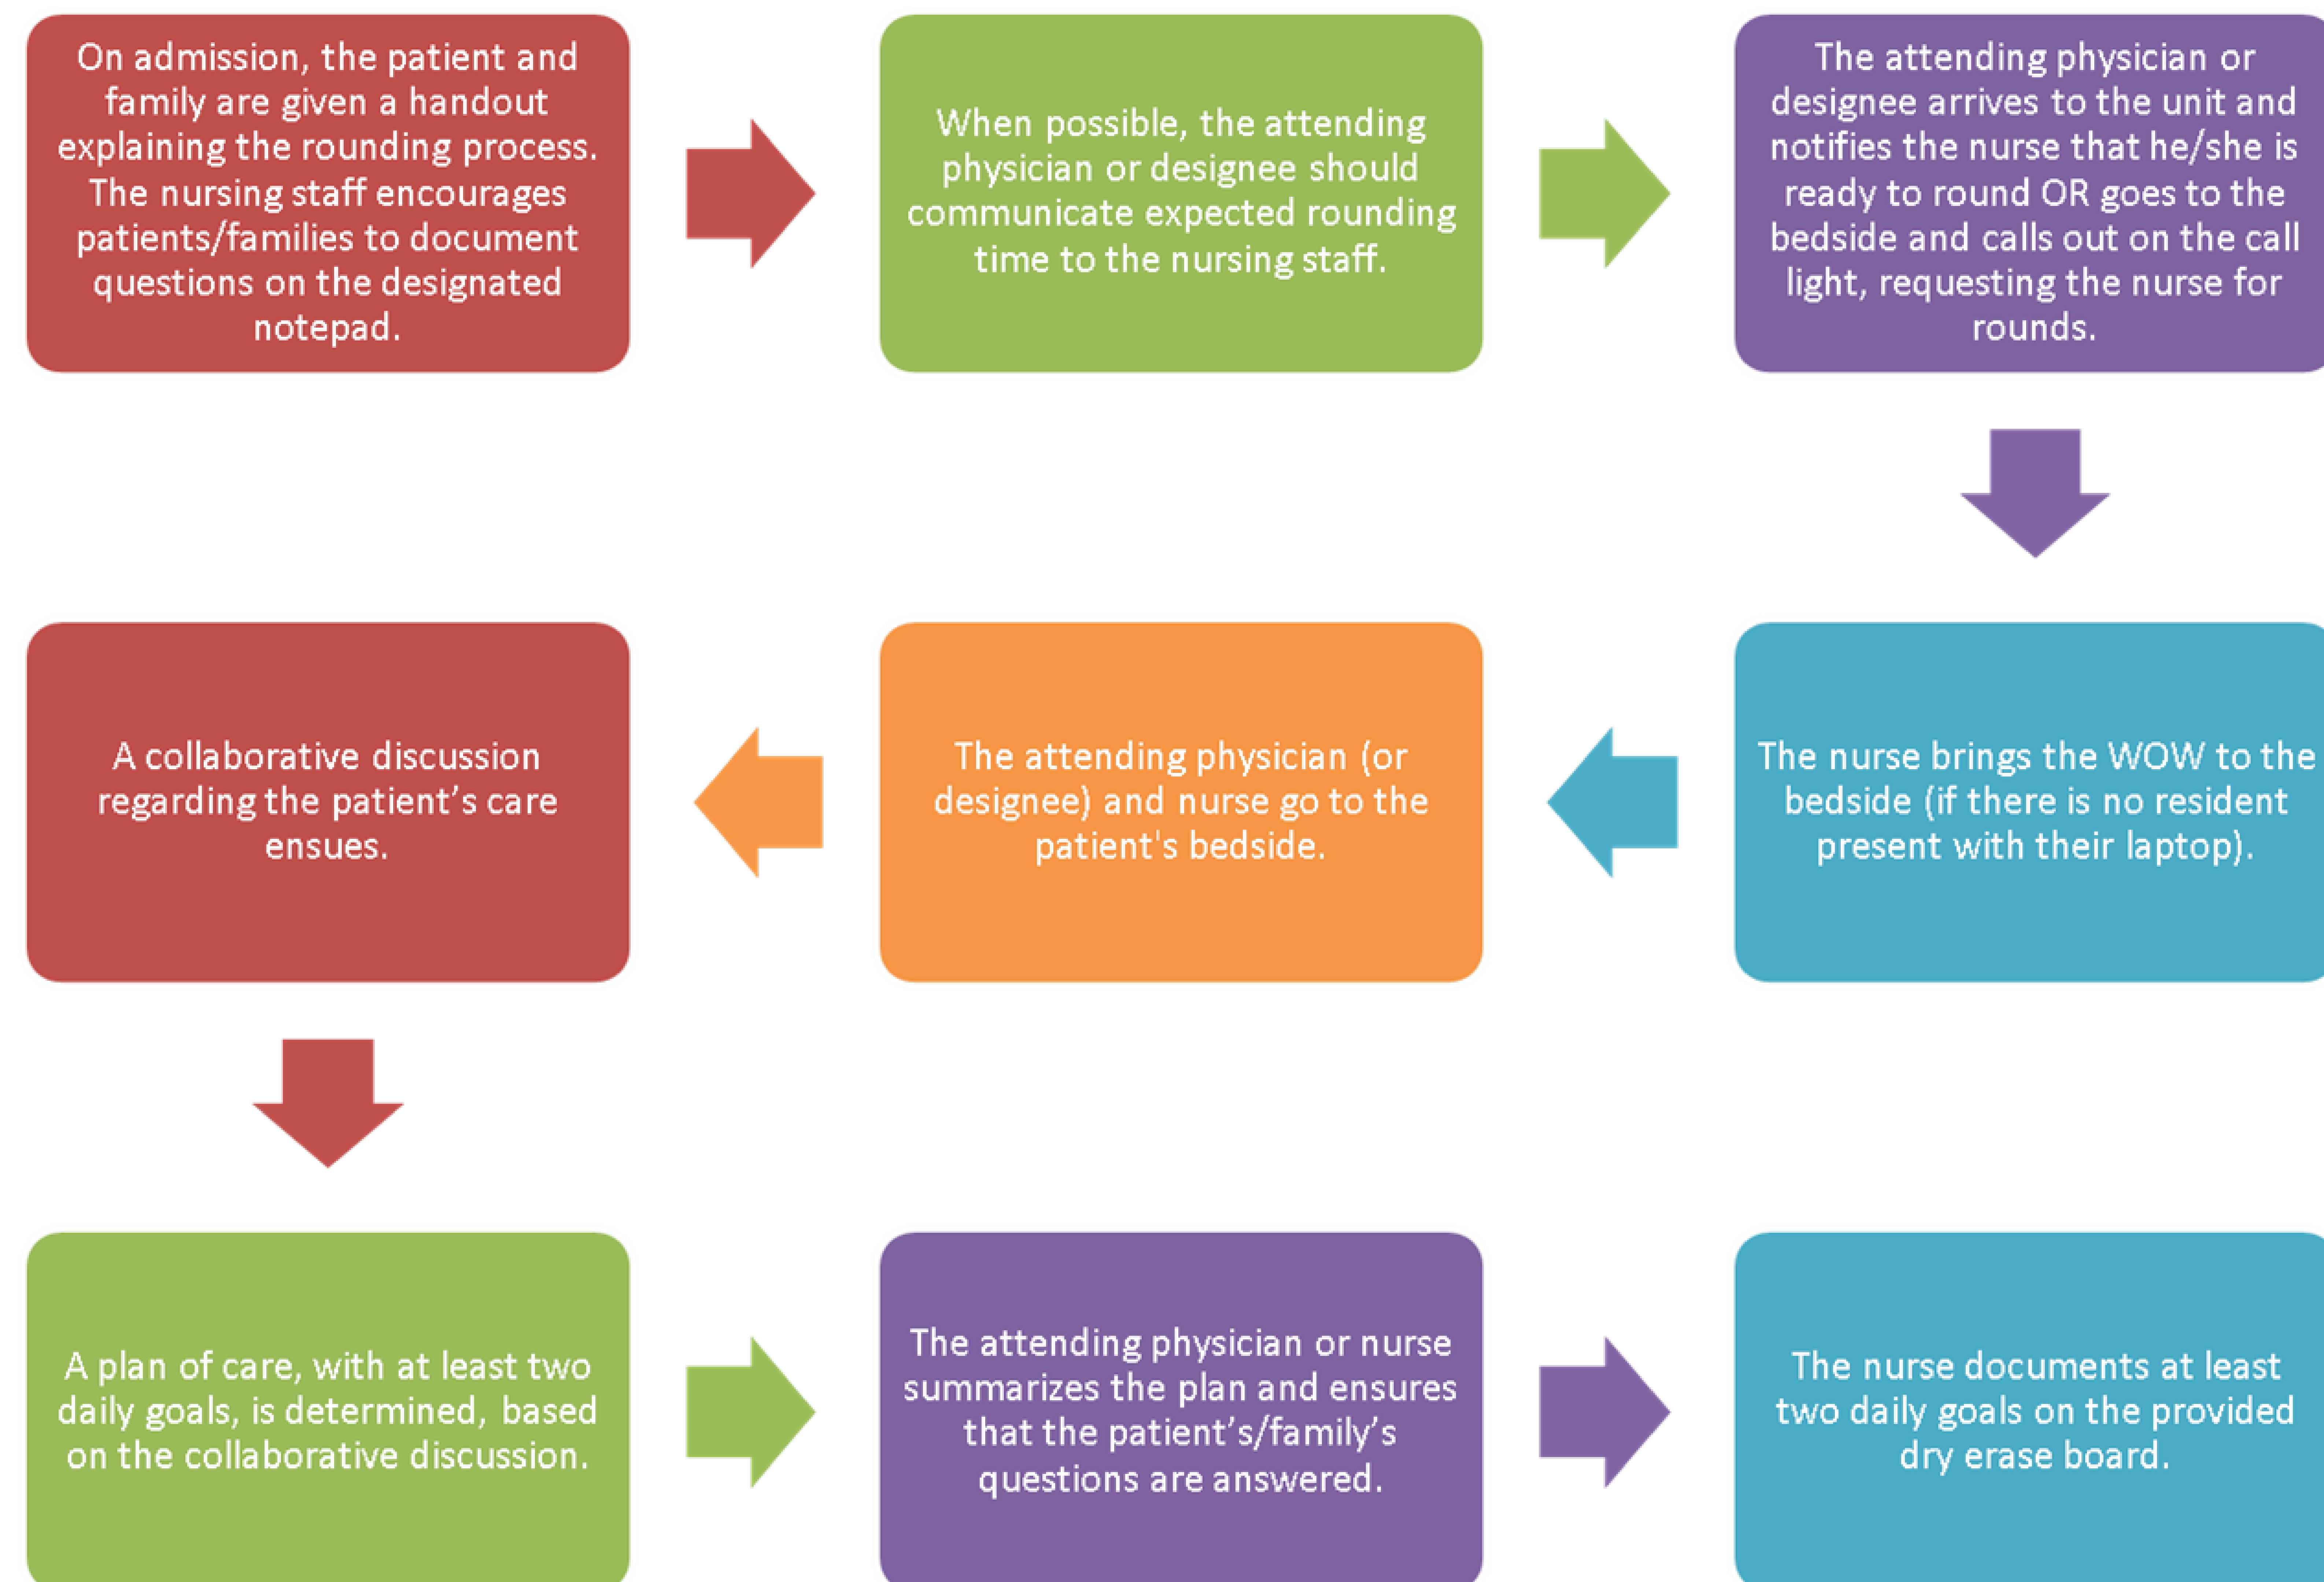 On admission, the patient and
family are given a handout
explaining the rounding process.
The nursing staff encourages
patients/families to document
questions on the designated
notepad.
When possible, the attending
physician or designee should
communicate expected rounding
time to the nursing staff.
The attending physician or
designee arrives to the unit and
notifies the nurse that he/she is
ready to round OR goes to the
bedside and calls out on the call
light, requesting the nurse for
rounds.
The nurse brings the WOW to the
bedside (if there is no resident
present with their laptop).
The attending physician (or
designee) and nurse go to the
patient's bedside.
A collaborative discussion
regarding the patient’s care
ensues.
A plan of care, with at least two
daily goals, is determined, based
on the collaborative discussion.
The attending physician or nurse
summarizes the plan and ensures
that the patient’s/family’s
questions are answered.
The nurse documents at least
two daily goals on the provided
dry erase board.